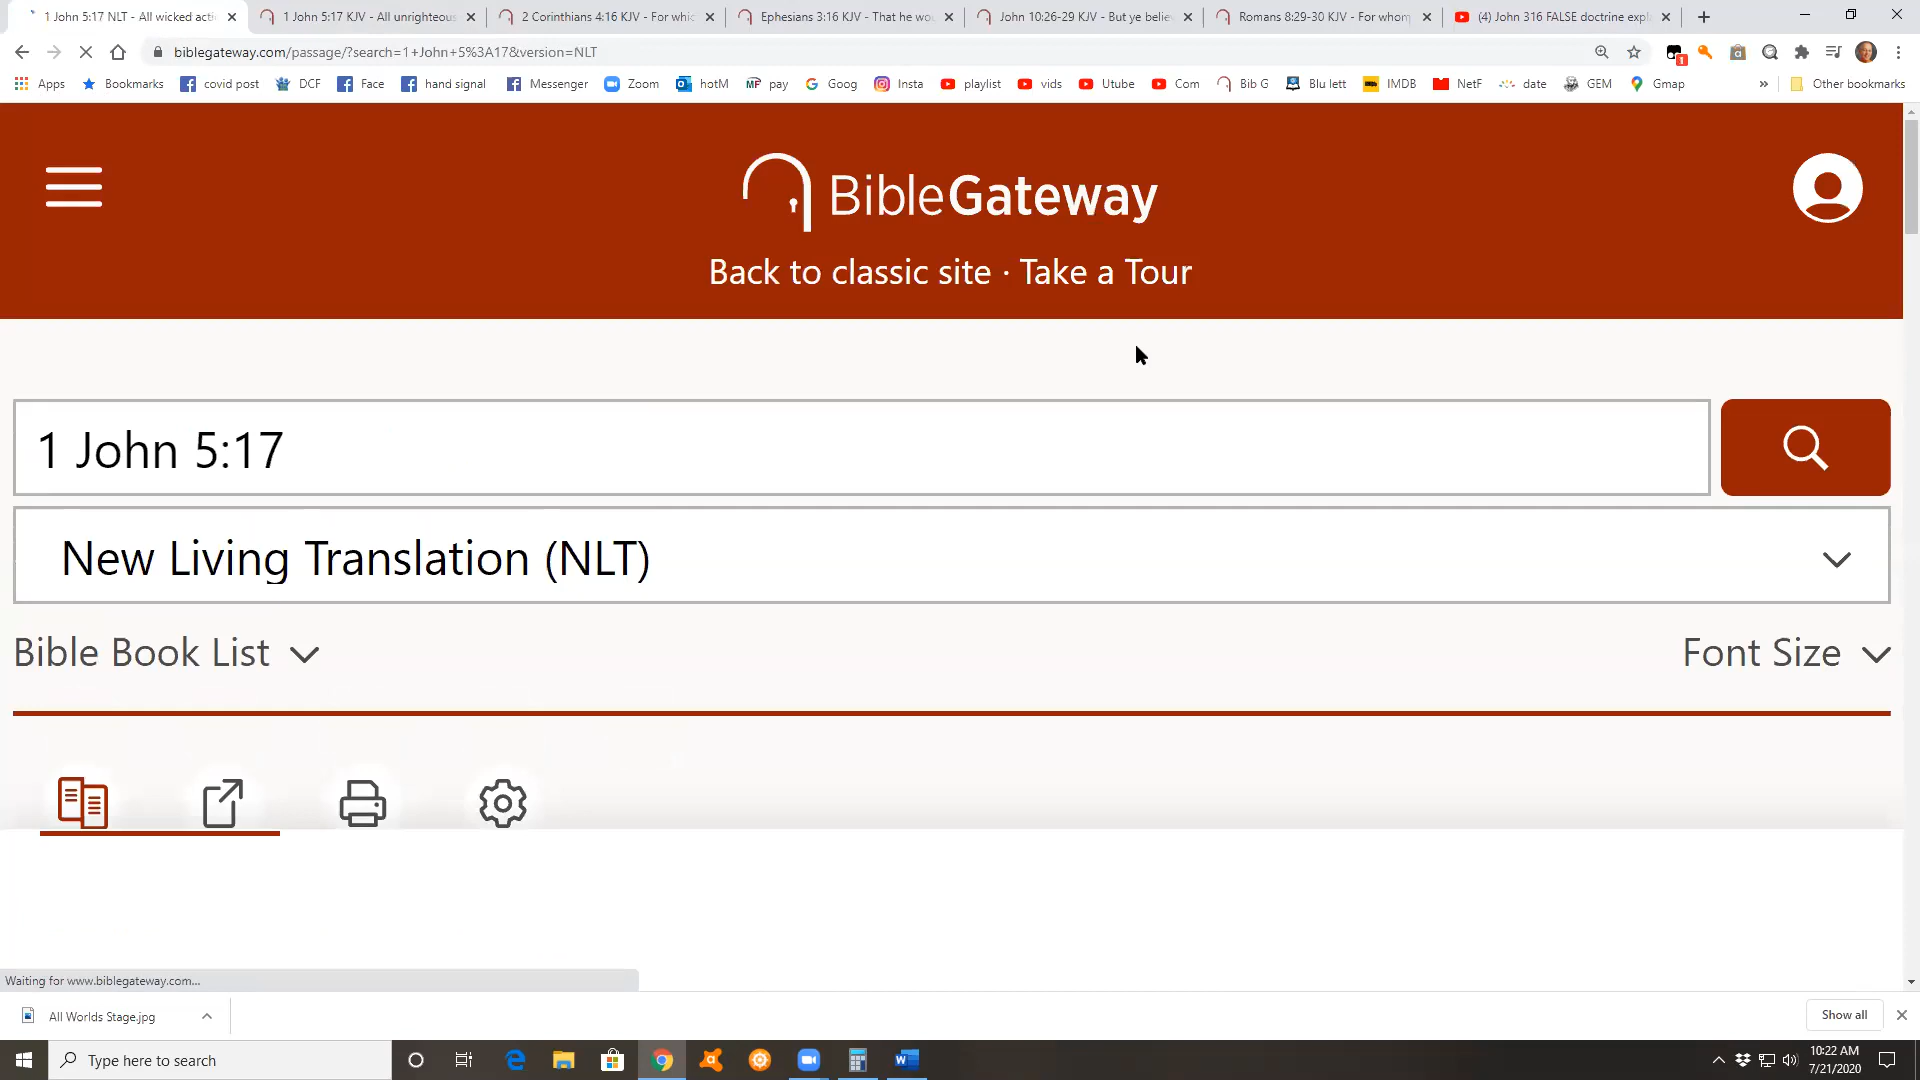 1 John 5:17 NLT - All wicked acti
1 John 5:17 KJV - All unrighteous
2 Corinthians 4:16 KJV - For whic
Ephesians 3:16 KJV - That he wou
John 10:26-29 KJV - But ye belie
Romans 8:29-30 KJV - For whom
(4) John 316 FALSE doctrine expl
biblegateway.com/passage/?search=1+John+5%3A17&version=NLT
1
Apps
Bookmarks
covid post
DCF
Face
hand signal
Messenger
Zoom
hotM
pay
Goog
Insta
playlist
vids
Utube
Com
Bib G
Blu lett
IMDB
NetF
date
GEM
Gmap
»
Other bookmarks
BibleGateway
Back to classic site · Take a Tour
1 John 5:17
New Living Translation (NLT)
Bible Book List
Font Size
Waiting for www.biblegateway.com...
All Worlds Stage.jpg
Show all
Type here to search
10:22 AM
7/21/2020